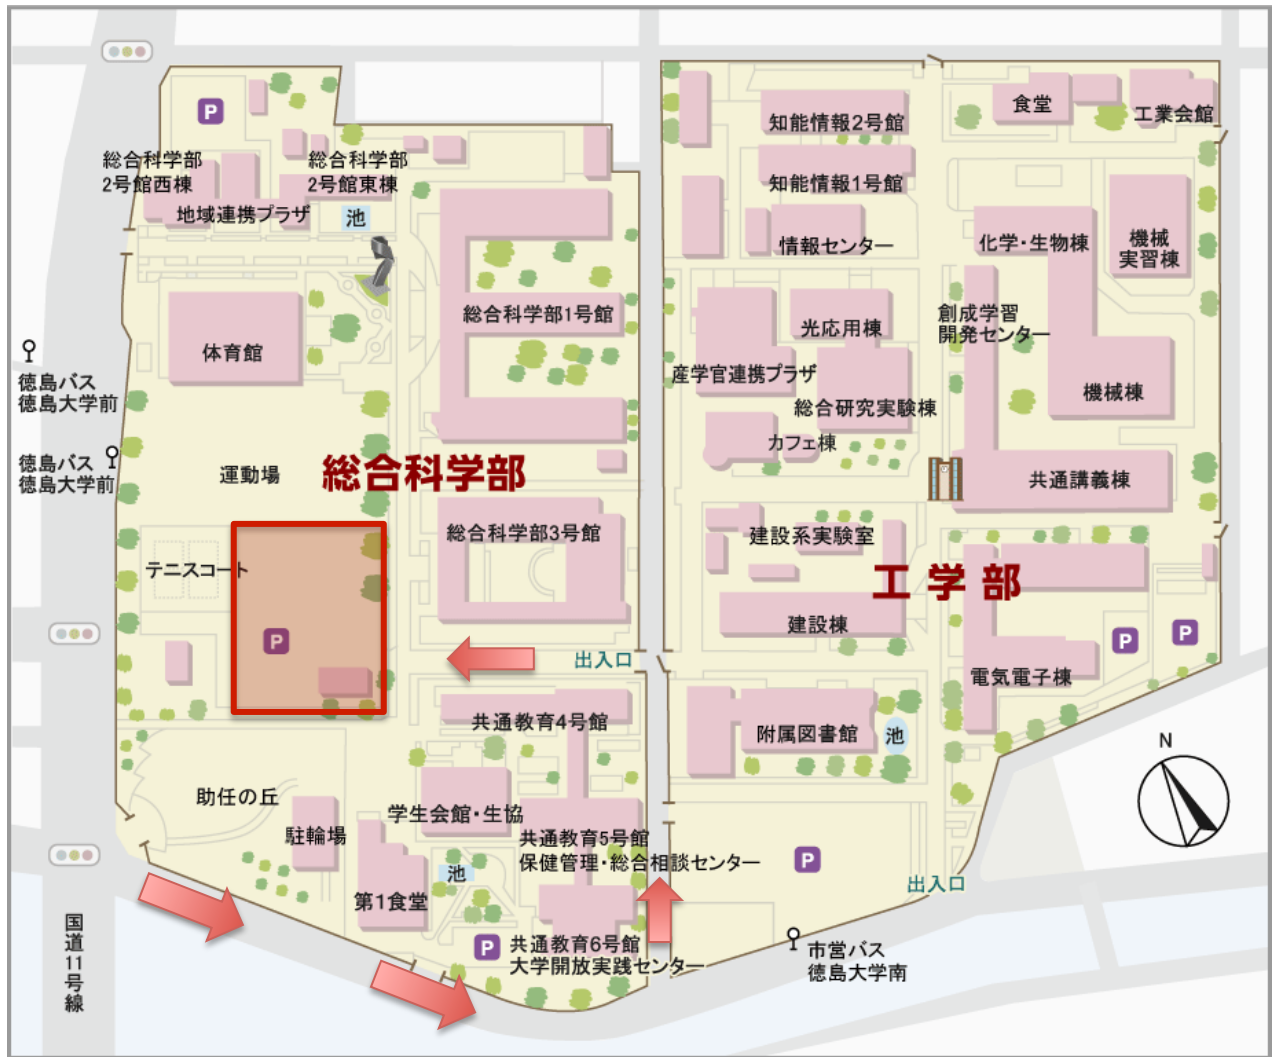 P
総合科学部
2号館西棟
総合科学部
2号館東棟
地域連携プラザ
池
体育館
総合科学部1号館
徳島バス
徳島大学前
徳島バス
徳島大学前
運動場
総合科学部
総合科学部3号館
テニスコート
P
出入口
共通教育4号館
助任の丘
駐輪場
学生会館・生協
共通教育5号館
保健管理・総合相談センター
池
第1食堂
P
共通教育6号館
大学開放実践センター
国道11号線
知能情報2号館
知能情報1号館
情報センター
食堂
工業会館
化学・生物棟
機械
実習棟
創成学習
開発センター
光応用棟
産学官連携プラザ
総合研究実験棟
カフェ棟
機械棟
共通講義棟
建設系実験室
工学部
建設棟
P
P
電気電子棟
附属図書館
池
N
P
出入口
市営バス
徳島大学南